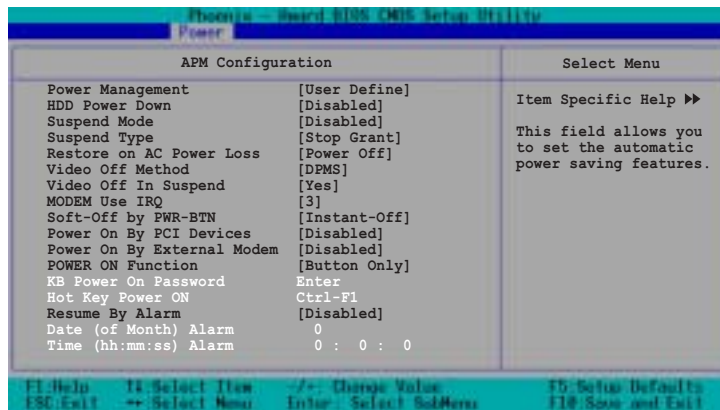 Phoenix - Award BIOS CMOS Setup Utility
Power
APM Configuration
Select Menu
Power Management [User Define]
HDD Power Down [Disabled]
Suspend Mode [Disabled]
Suspend Type [Stop Grant]
Restore on AC Power Loss [Power Off]
Video Off Method [DPMS]
Video Off In Suspend [Yes]
MODEM Use IRQ [3]
Soft-Off by PWR-BTN [Instant-Off]
Power On By PCI Devices [Disabled]
Power On By External Modem [Disabled]
POWER ON Function [Button Only]
KB Power On Password Enter
Hot Key Power ON Ctrl-F1
Resume By Alarm [Disabled]
Date (of Month) Alarm 0
Time (hh:mm:ss) Alarm 0 : 0 : 0
Item Specific Help ▶▶
This field allows you
to set the automatic
power saving features.
F1:Help ↑↓:Select Item -/+: Change Value F5:Setup Defaults
ESC:Exit ↔:Select Menu Enter: Select SubMenu F10:Save and Exit